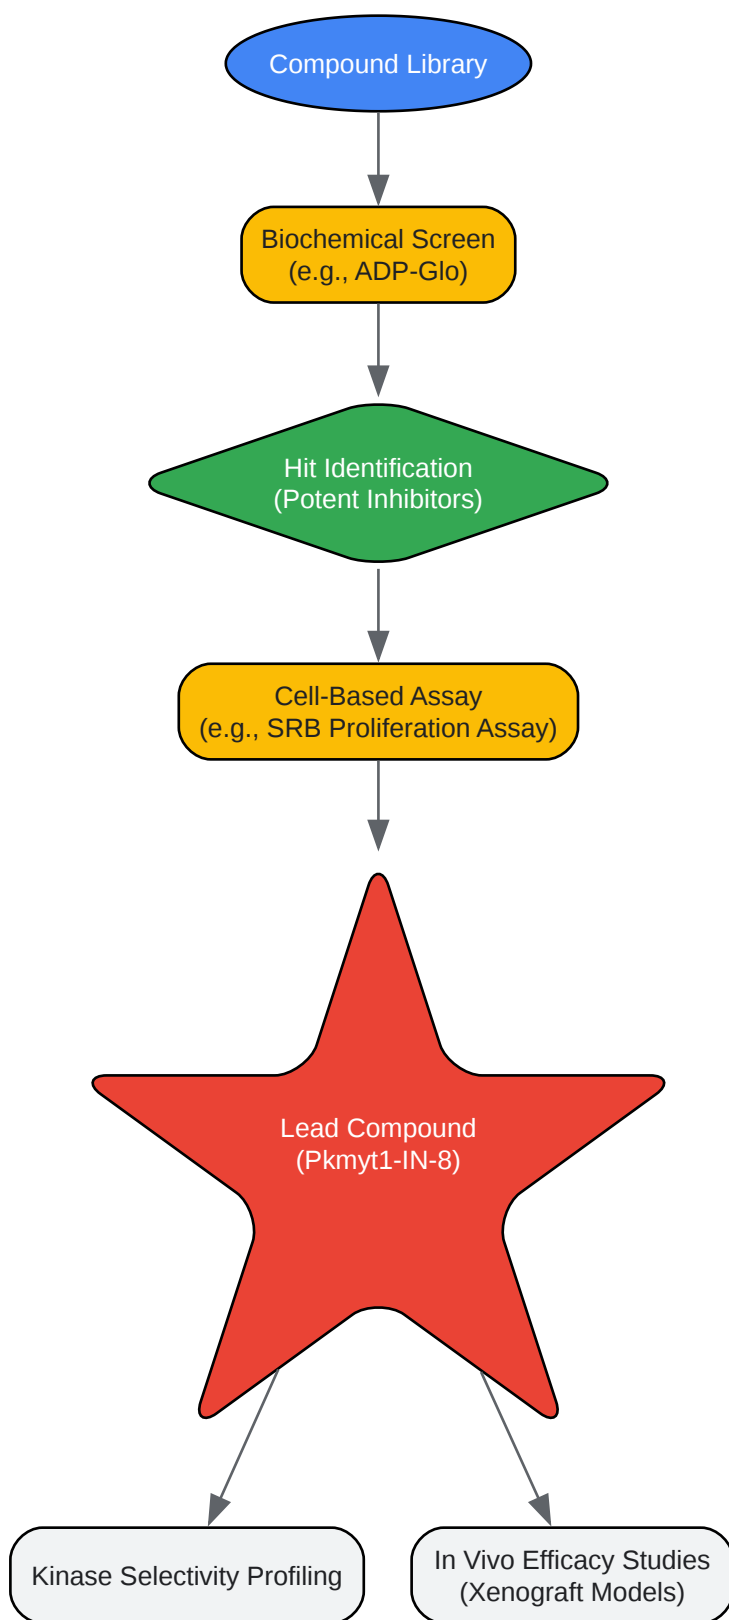 Compound Library
Biochemical Screen
(e.g., ADP-Glo)
Hit Identification
(Potent Inhibitors)
Cell-Based Assay
(e.g., SRB Proliferation Assay)
Lead Compound
(Pkmyt1-IN-8)
Kinase Selectivity Profiling
In Vivo Efficacy Studies
(Xenograft Models)